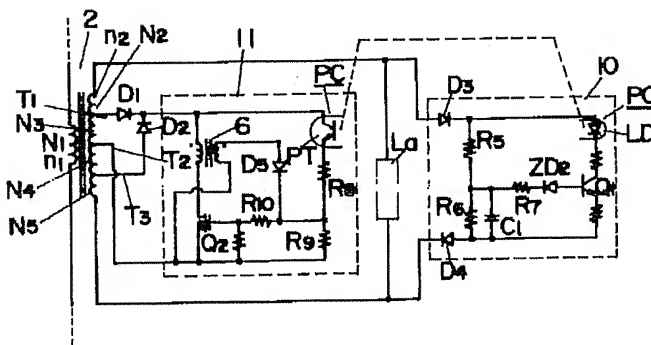 2
n2
N2
11
10
T1
D1
PC
D3
PC
N3
D2
6
La
LD
N1
T2
PT
D5
R5
n1
R8
ZD2
Q1
N4
R10
R6
R7
N5
T3
Q2
R9
C1
D4